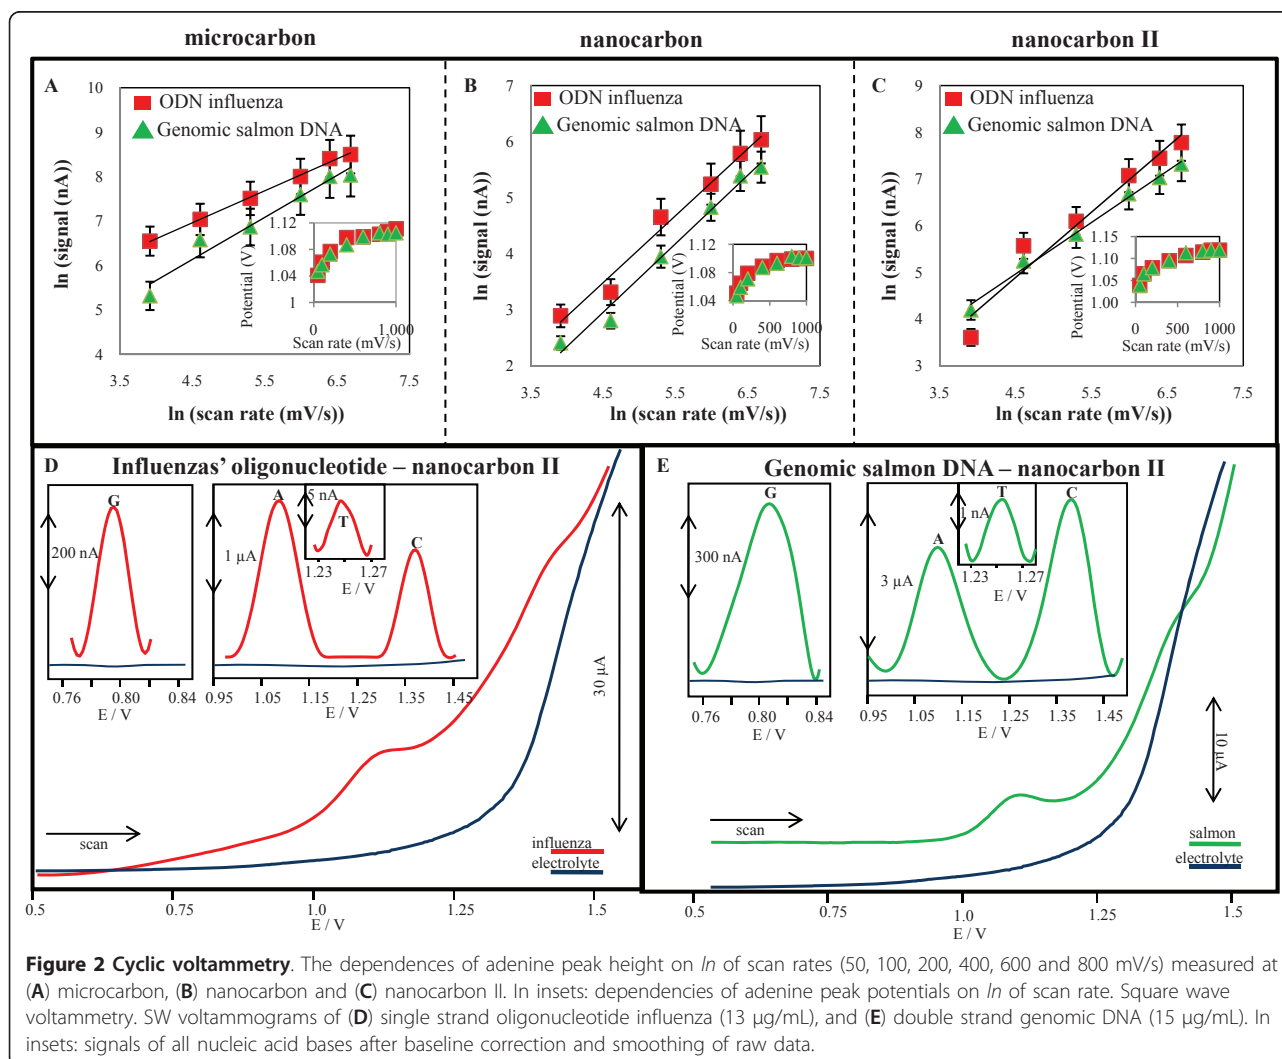 microcarbon
nanocarbon
nanocarbon II
A
ODN influenza
Genomic salmon DNA
ln (signal (nA))
10
9
8
7
6
5
4
3.5 4.5 5.5 6.5 7.5
ln (scan rate (mV/s))
Potential (V)
1.12
1.08
1.04
1
0 1.000
Scan rate (mV/s)
B
ODN influenza
Genomic salmon DNA
ln (signal (nA))
7
6
5
4
3
2
3.5 4.5 5.5 6.5 7.5
ln (scan rate (mV/s))
Potential (V)
1.12
1.08
1.04
0 500 1000
Scan rate (mV/s)
C
ODN influenza
Genomic salmon DNA
ln (signal (nA))
9
8
7
6
5
4
3
3.5 4.5 5.5 6.5 7.5
ln (scan rate (mV/s))
Potential (V)
1.15
1.10
1.05
1.00
0 500 1000
Scan rate (mV/s)
D
Influenzas’ oligonucleotide – nanocarbon II
G
200 nA
0.76 0.80 0.84
E / V
A
1 µA
5 nA
T
1.23 1.27
E / V
C
0.95 1.05 1.15 1.25 1.35 1.45
E / V
30 µA
scan
influenza
electrolyte
0.5 0.75 1.0 1.25 1.5
E / V
E
Genomic salmon DNA – nanocarbon II
G
300 nA
0.76 0.80 0.84
E / V
A
3 µA
1 nA
T
1.23 1.27
E / V
C
0.95 1.05 1.15 1.25 1.35 1.45
E / V
10 µA
scan
salmon
electrolyte
0.5 0.75 1.0 1.25 1.5
E / V
Figure 2 Cyclic voltammetry. The dependences of adenine peak height on ln of scan rates (50, 100, 200, 400, 600 and 800 mV/s) measured at
(A) microcarbon, (B) nanocarbon and (C) nanocarbon II. In insets: dependencies of adenine peak potentials on ln of scan rate. Square wave
voltammetry. SW voltammograms of (D) single strand oligonucleotide influenza (13 µg/mL), and (E) double strand genomic DNA (15 µg/mL). In
insets: signals of all nucleic acid bases after baseline correction and smoothing of raw data.